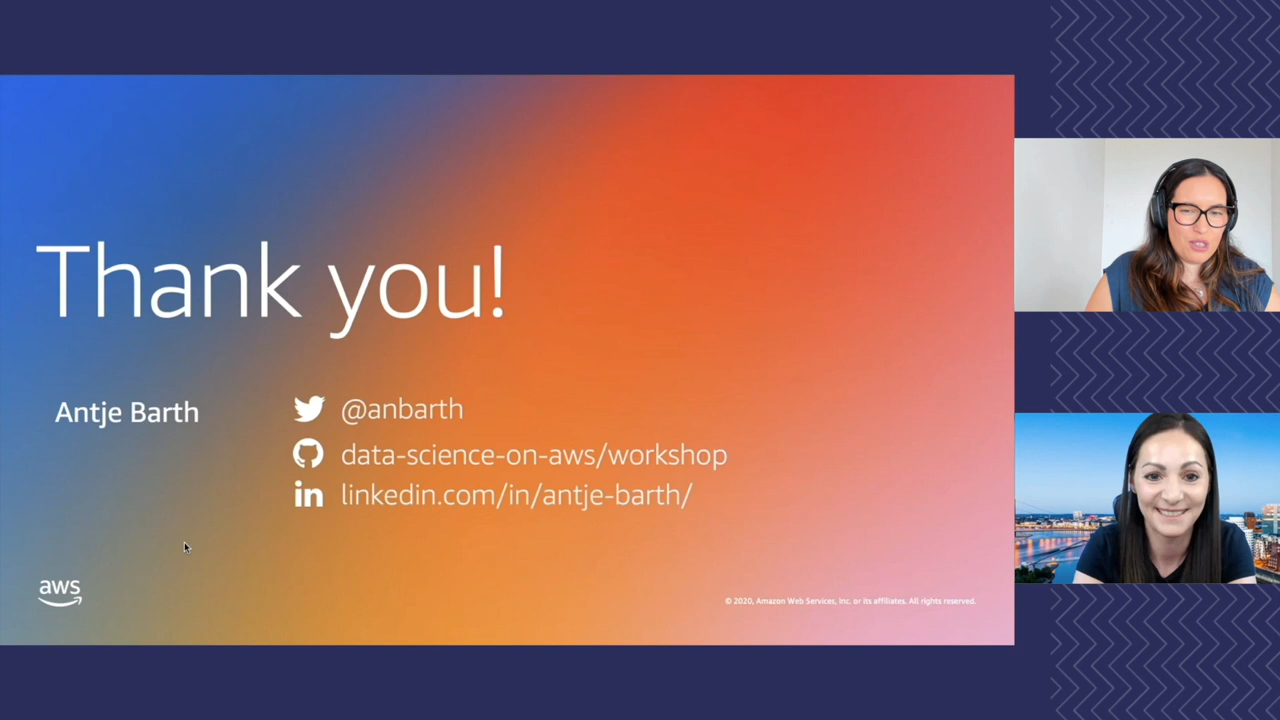 Thank you!
Antje Barth
@anbarth
data-science-on-aws/workshop
linkedin.com/in/antje-barth/
aws
© 2020, Amazon Web Services, Inc. or its affiliates. All rights reserved.